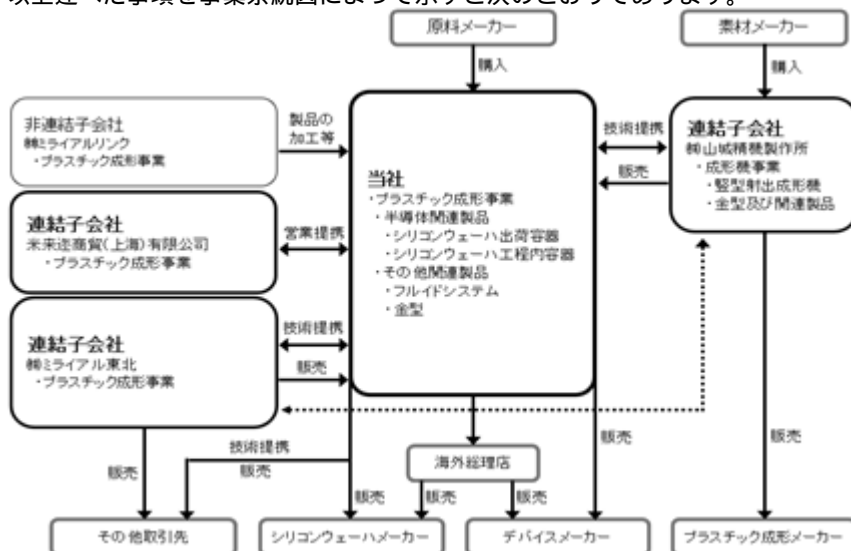 以上述べた事項を事業系統図によって示すと次のとおりであります。
原料メーカー
素材メーカー
購入
購入
非連結子会社
㈱ミライアルリンク
・プラスチック成形事業
製品の
加工等
当社
・プラスチック成形事業
・半導体関連製品
・シリコンウェーハ出荷容器
・シリコンウェーハ工程内容器
・その他関連製品
・フルイドシステム
・金型
技術提携
販売
連結子会社
㈱山城精機製作所
・成形機事業
・竪型射出成形機
・金型及び関連製品
連結子会社
米来迩商貿(上海)有限公司
・プラスチック成形事業
営業提携
連結子会社
㈱ミライアル東北
・プラスチック成形事業
技術提携
販売
販売
技術提携
販売
海外総理店
販売
販売
販売
販売
販売
販売
その他取引先
シリコンウェーハメーカー
デバイスメーカー
プラスチック成形メーカー